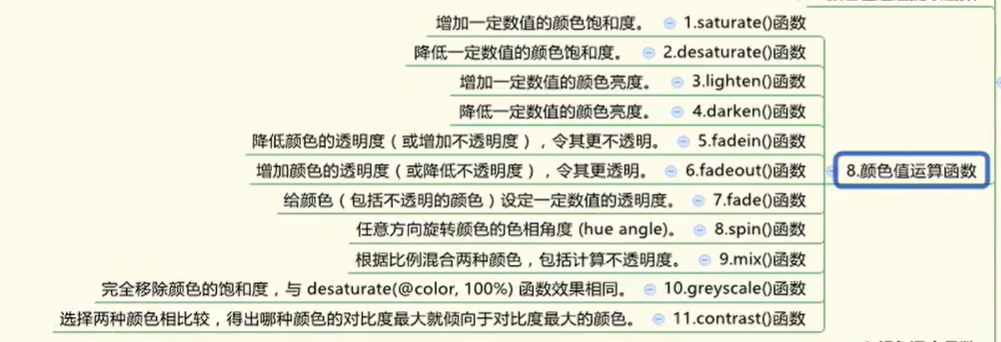 增加一定数值的颜色饱和度。 1.saturate()函数
降低一定数值的颜色饱和度。 2.desaturate()函数
增加一定数值的颜色亮度。 3.lighten()函数
降低一定数值的颜色亮度。 4.darken()函数
降低颜色的透明度（或增加不透明度），令其更不透明。 5.fadein()函数
增加颜色的透明度（或降低不透明度），令其更透明。 6.fadeout()函数 8.颜色值运算函数
给颜色（包括不透明的颜色）设定一定数值的透明度。 7.fade()函数
任意方向旋转颜色的色相角度 (hue angle)。 8.spin()函数
根据比例混合两种颜色，包括计算不透明度。 9.mix()函数
完全移除颜色的饱和度，与 desaturate(@color, 100%) 函数效果相同。 10.greyscale()函数
选择两种颜色相比较，得出哪种颜色的对比度最大就倾向于对比度最大的颜色。 11.contrast()函数